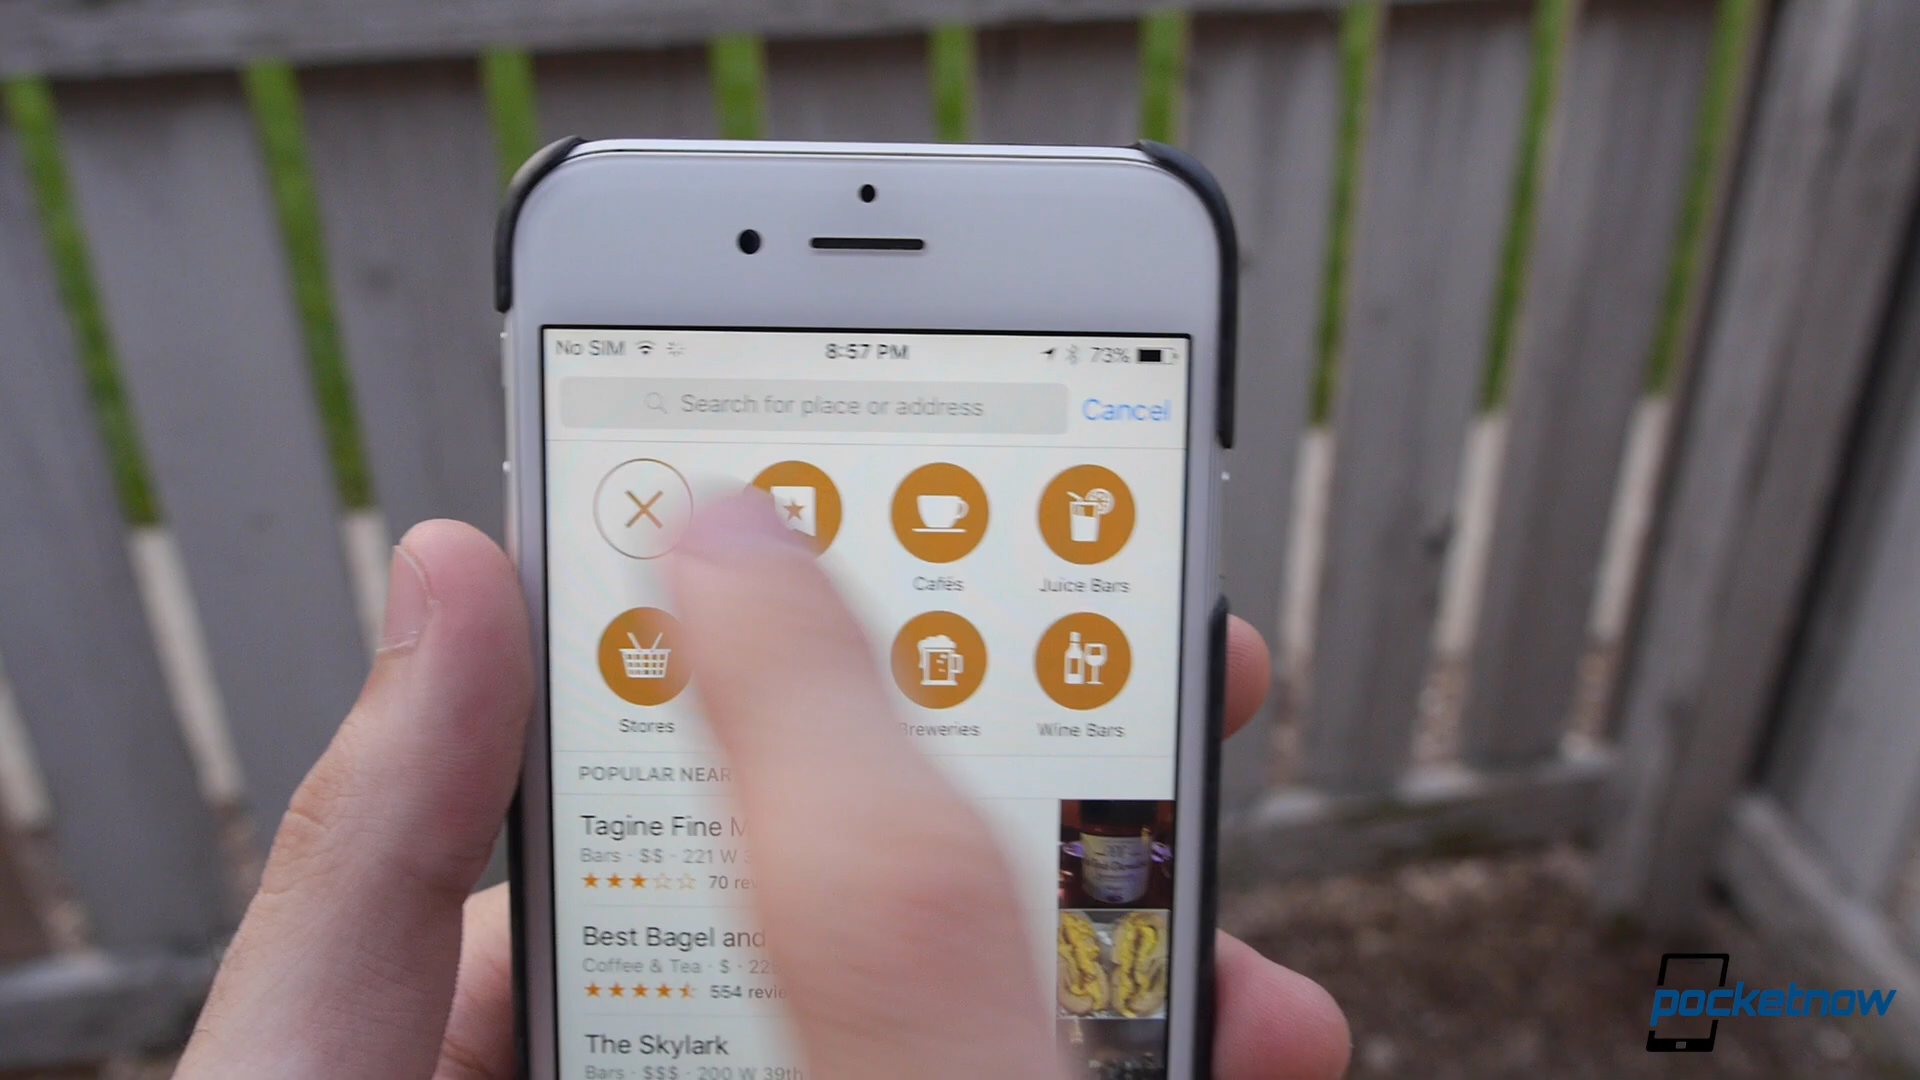 No SIM 8:57 PM 73%
Search for place or address Cancel
Cafés Juice Bars
Stores Breweries Wine Bars
POPULAR NEAR
Tagine Fine M
Bars · $$ · 221 W 3
70 rev
Best Bagel and
Coffee & Tea · $ · 225
554 revie
The Skylark
Bars · $$$ · 200 W 39th
pocketnow